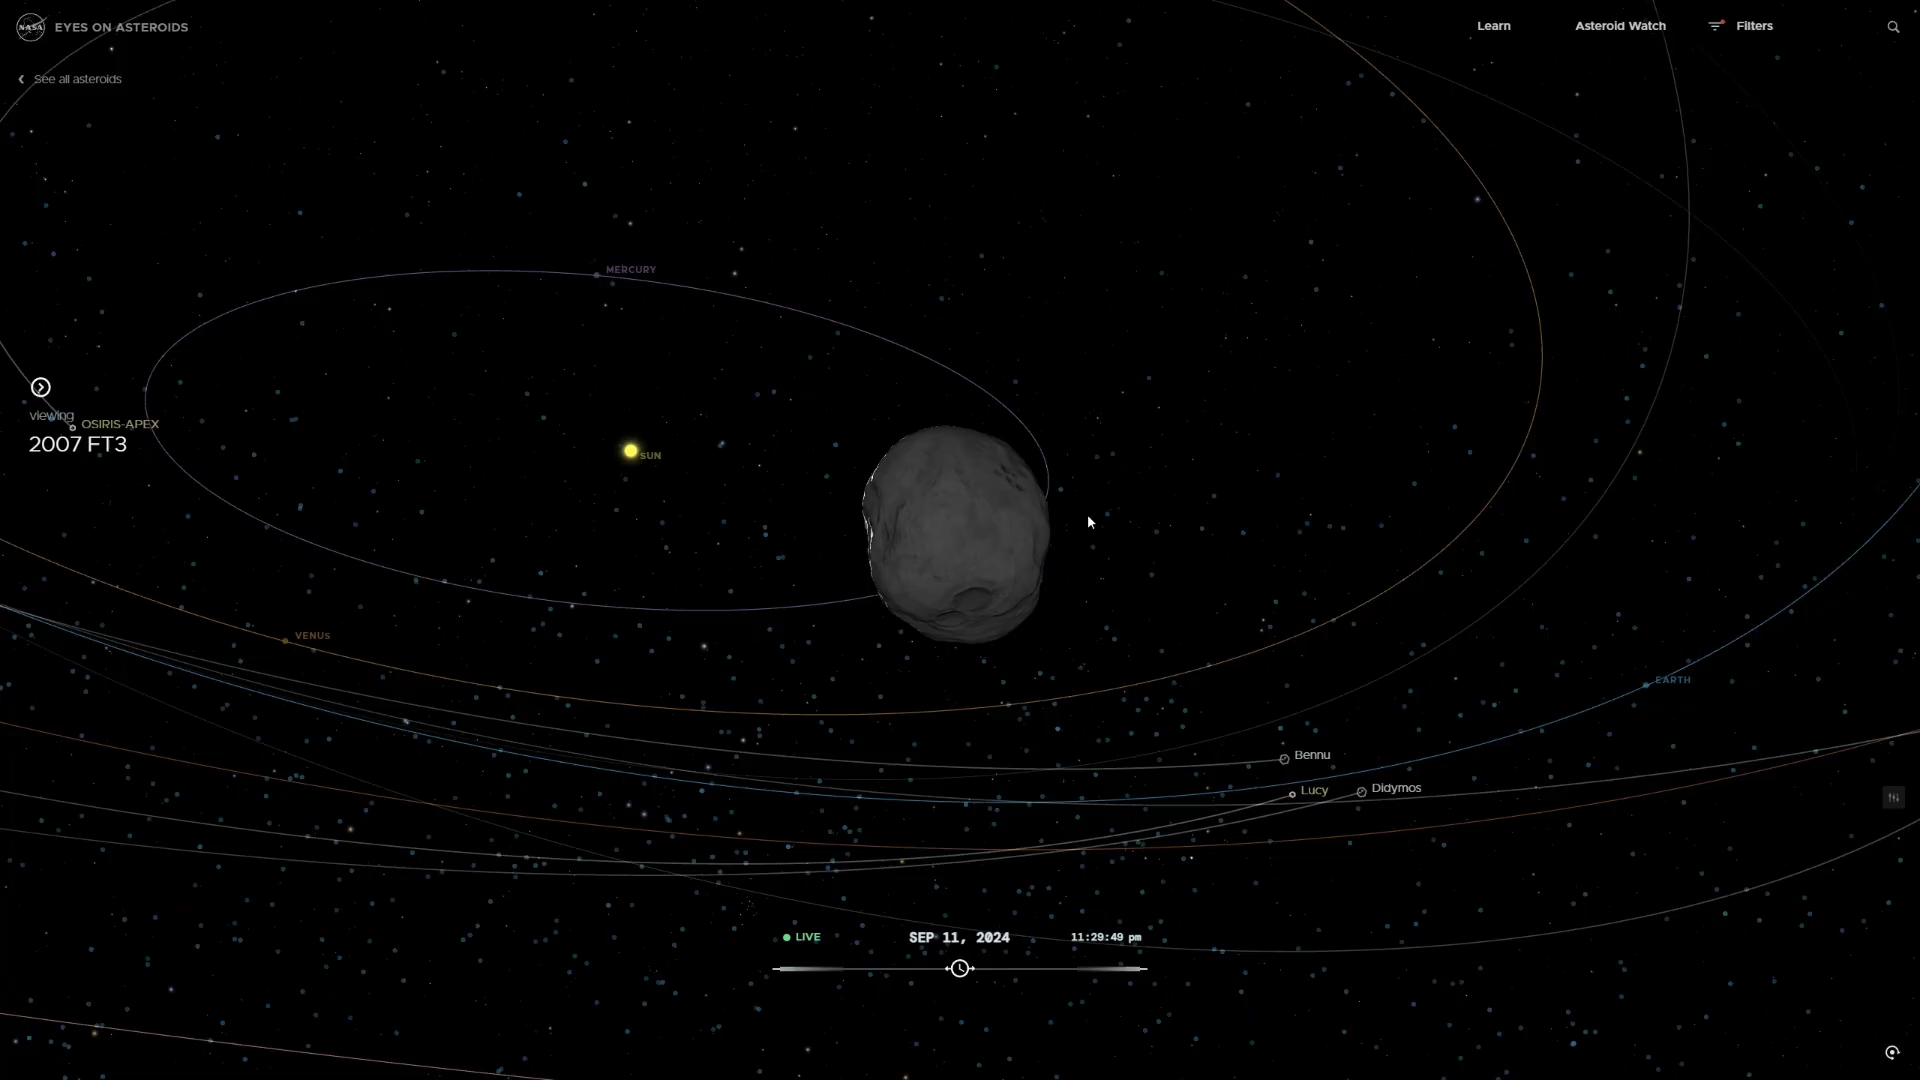 NASA
EYES ON ASTEROIDS
Learn
Asteroid Watch
Filters
See all asteroids
MERCURY
viewing
OSIRIS-APEX
2007 FT3
SUN
VENUS
EARTH
Bennu
Lucy
Didymos
LIVE
SEP 11, 2024
11:29:49 pm